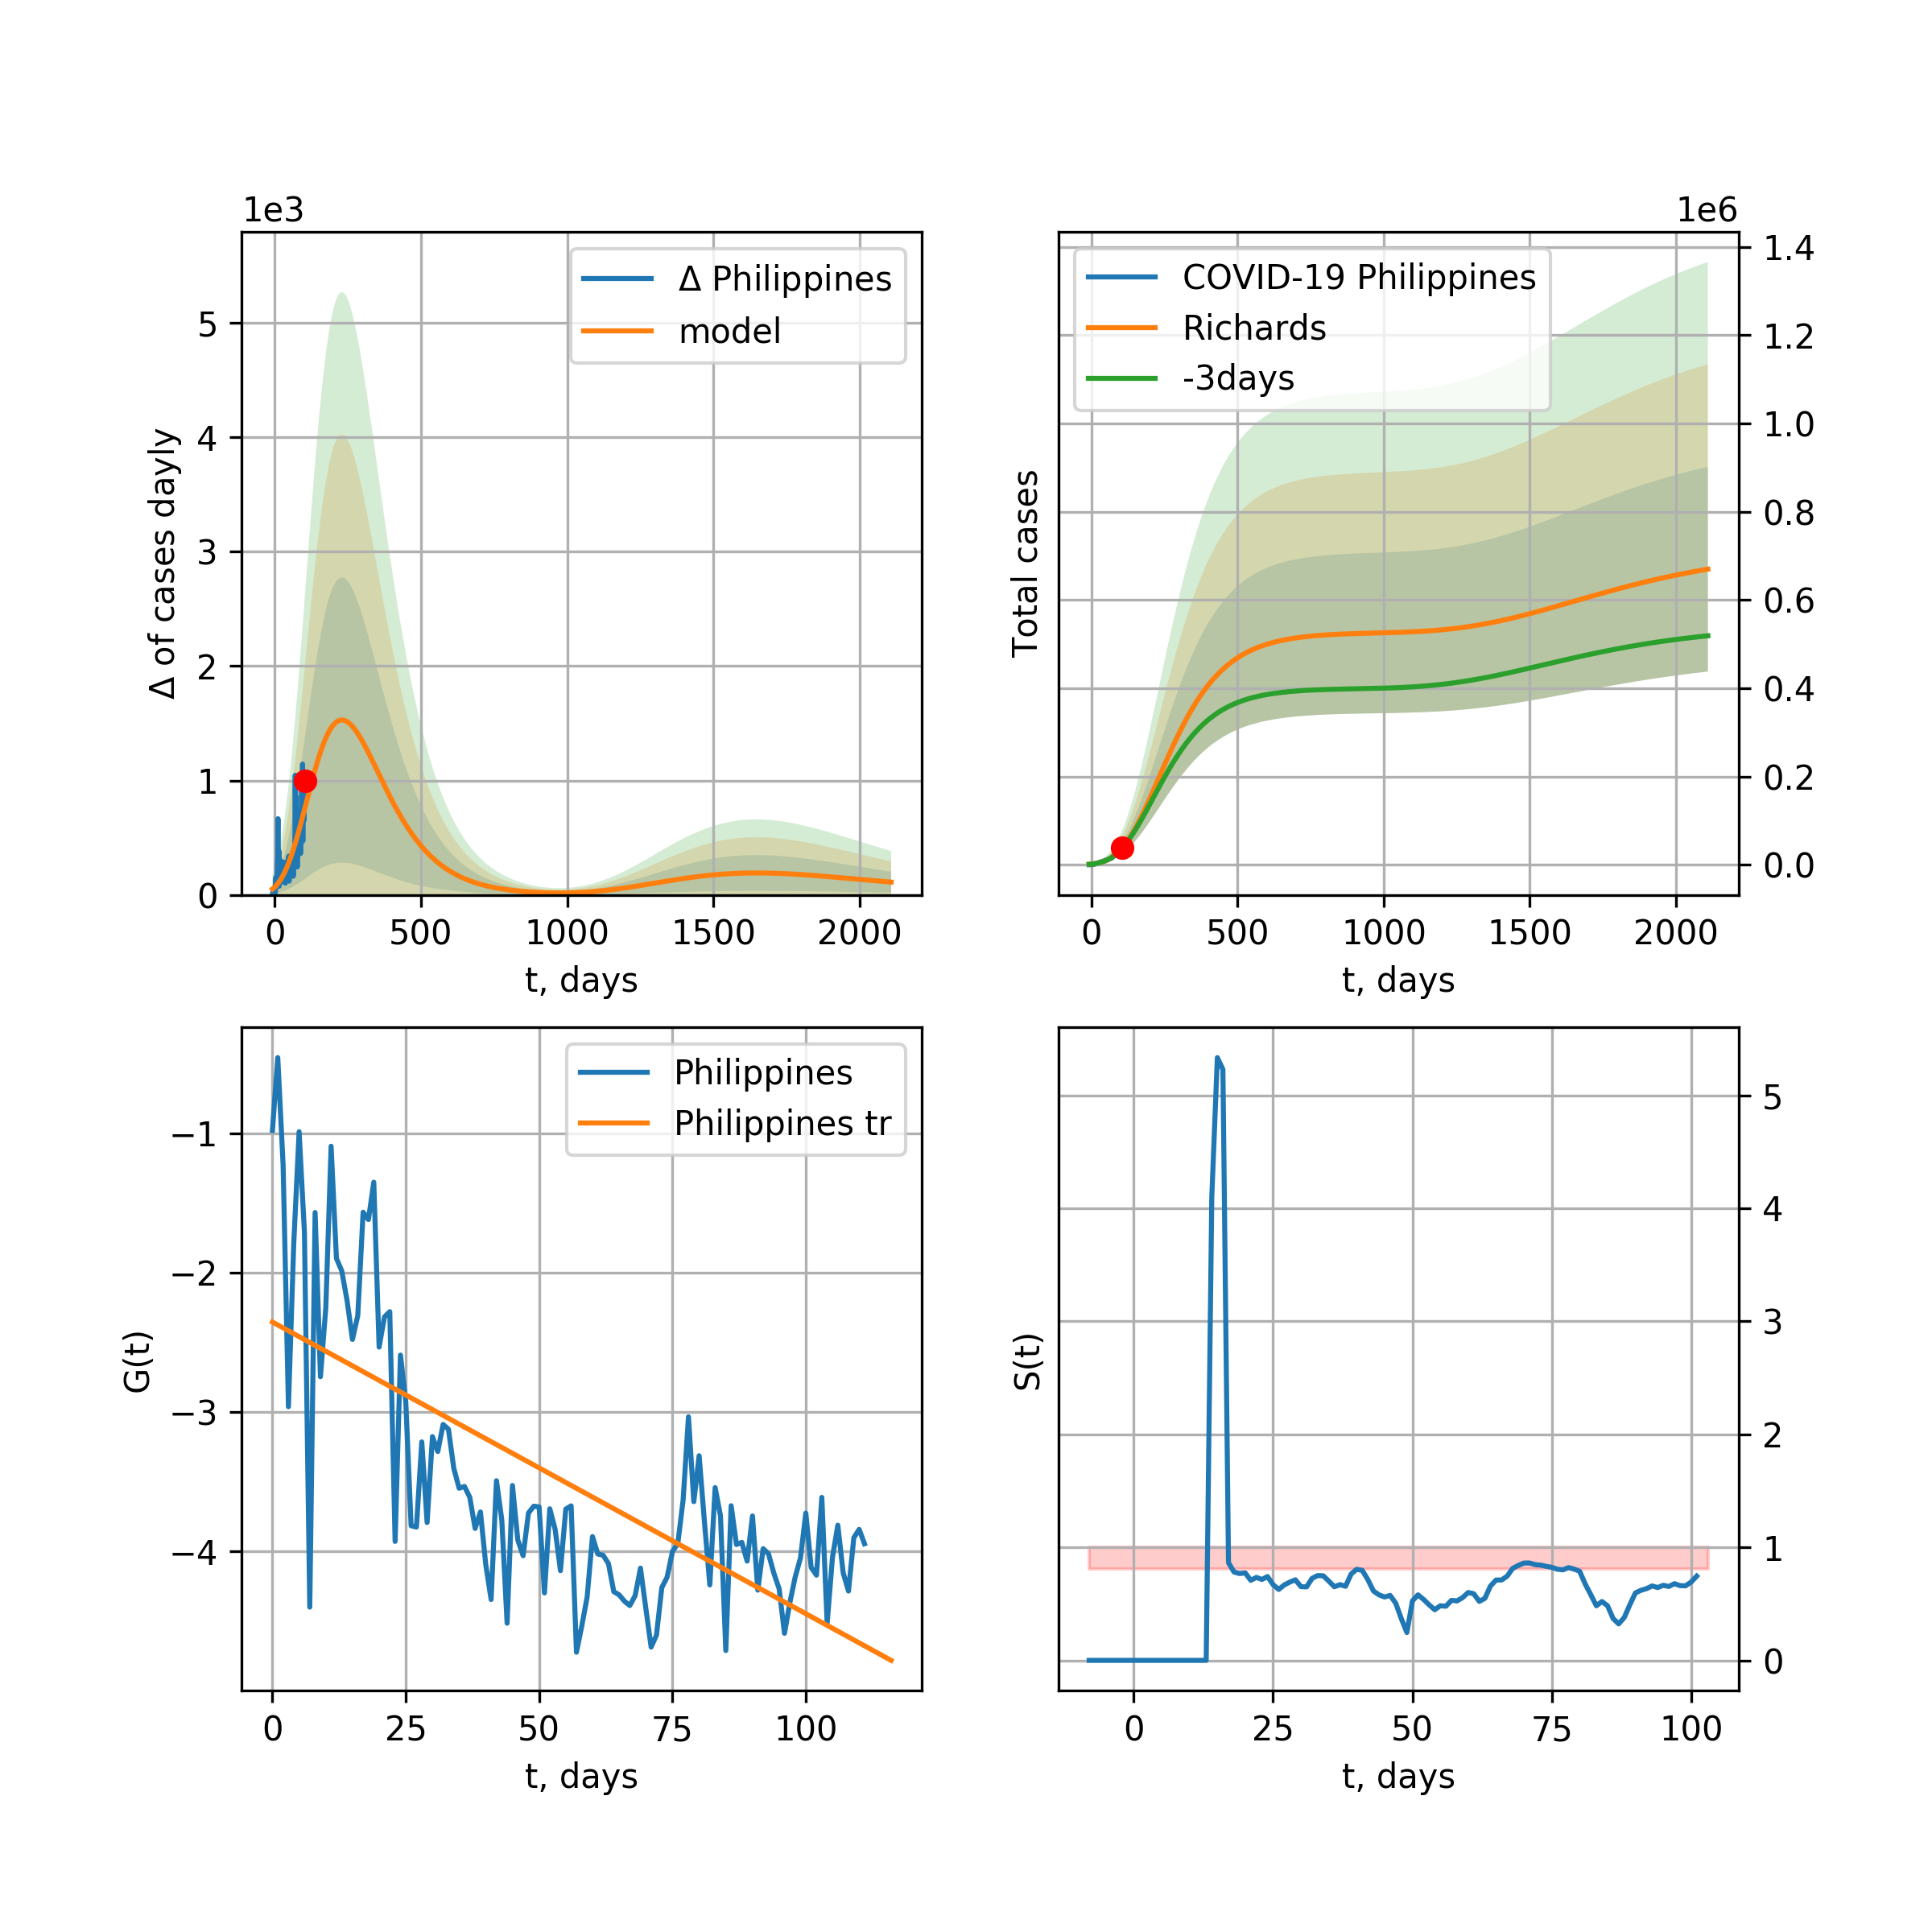 1e3
Δ of cases dayly
5
4
3
2
1
0
Δ Philippines
model
0 500 1000 1500 2000
t, days
1e6
Total cases
COVID-19 Philippines
Richards
-3days
1.4
1.2
1.0
0.8
0.6
0.4
0.2
0.0
0 500 1000 1500 2000
t, days
G(t)
−1
−2
−3
−4
Philippines
Philippines tr
0 25 50 75 100
t, days
S(t)
5
4
3
2
1
0
0 25 50 75 100
t, days